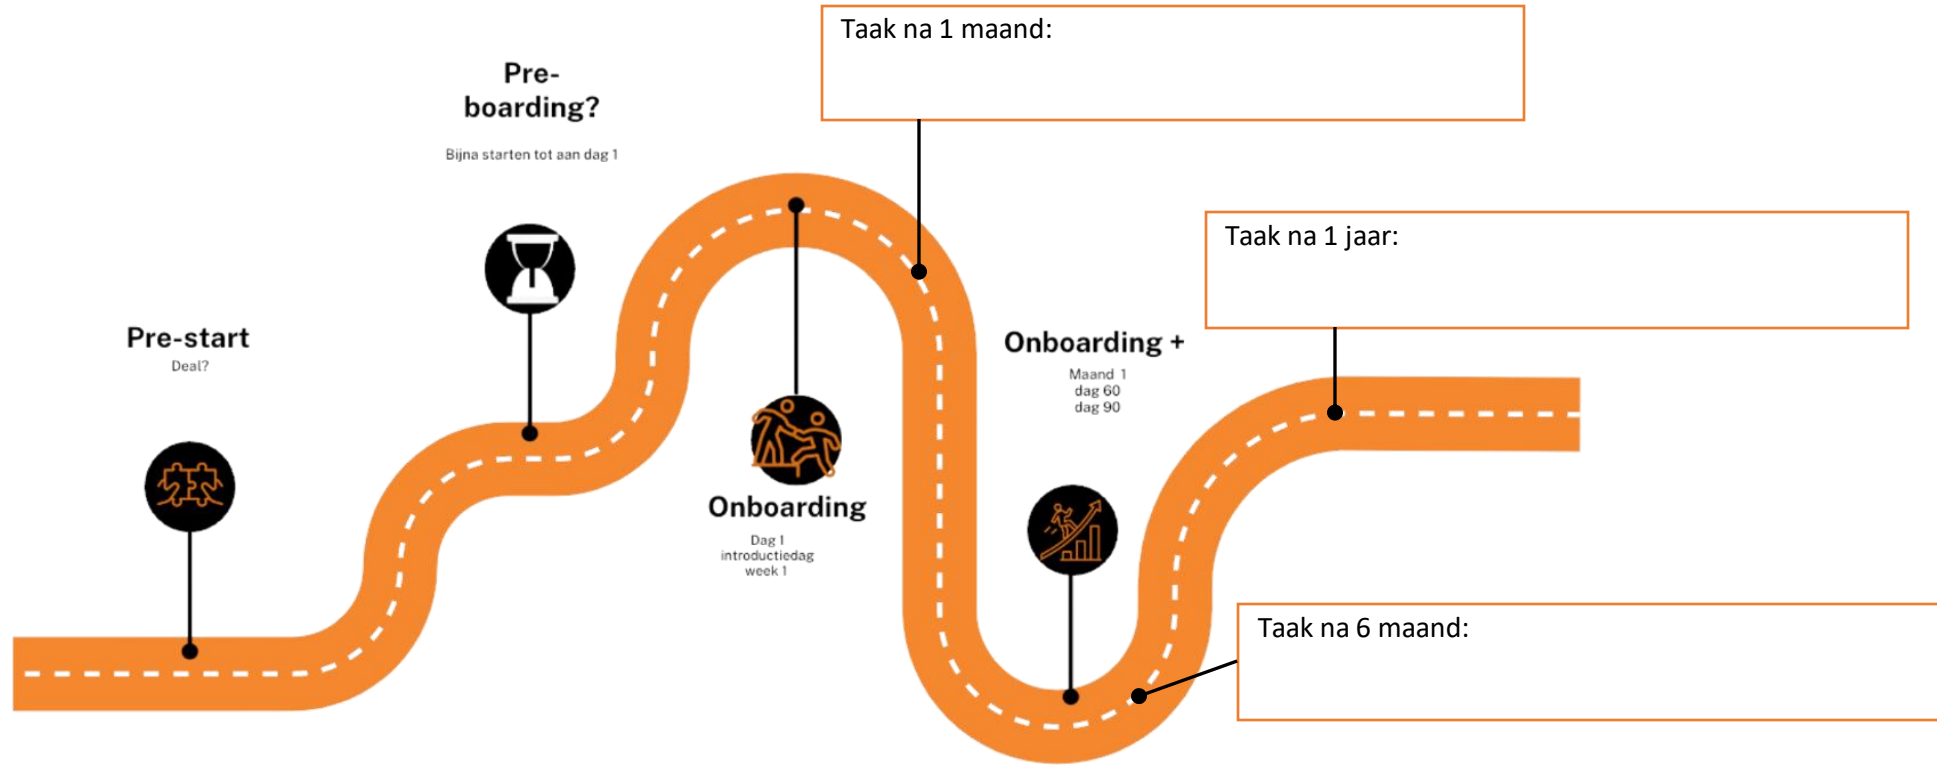 Taak na 1 maand:
Pre-
boarding?
Bijna starten tot aan dag 1
Taak na 1 jaar:
Pre-start
Deal?
Onboarding +
Maand 1
dag 60
dag 90
Onboarding
Dag 1
introductiedag
week 1
Taak na 6 maand: